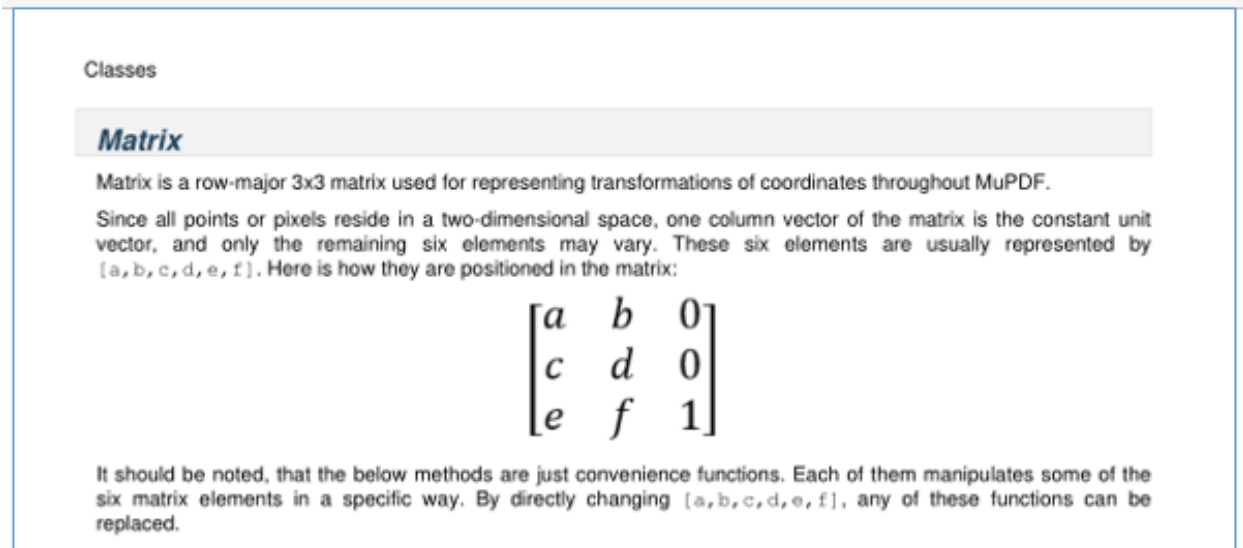 Classes
Matrix
Matrix is a row-major 3x3 matrix used for representing transformations of coordinates throughout MuPDF.
Since all points or pixels reside in a two-dimensional space, one column vector of the matrix is the constant unit
vector, and only the remaining six elements may vary. These six elements are usually represented by
[a,b,c,d,e,f]. Here is how they are positioned in the matrix:
a b 0
c d 0
e f 1
It should be noted, that the below methods are just convenience functions. Each of them manipulates some of the
six matrix elements in a specific way. By directly changing [a,b,c,d,e,f], any of these functions can be
replaced.